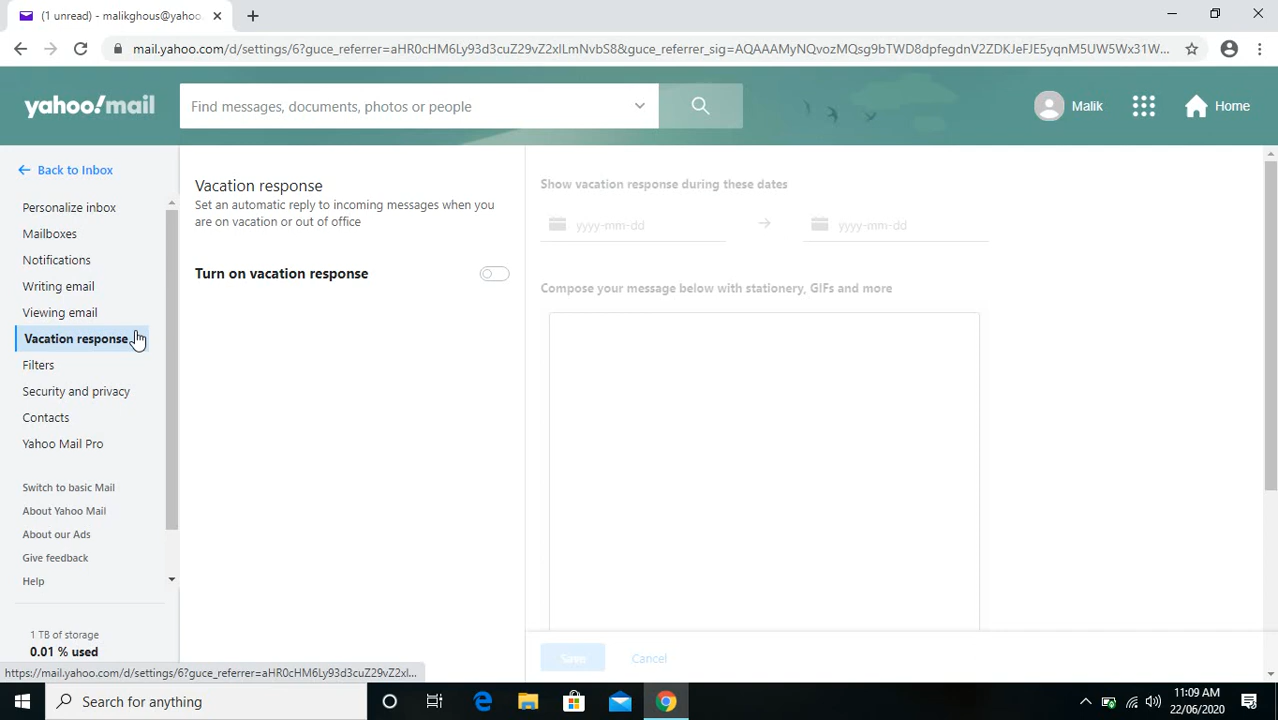 (1 unread) - malikghous@yahoo.
mail.yahoo.com/d/settings/6?guce_referrer=aHR0cHM6Ly93d3cuZ29vZ2xlLmNvbS8&guce_referrer_sig=AQAAAMyNQvozMQsg9bTWD8dpfegdnV2ZDKJeFJE5yqnM5UW5Wx31W...
yahoo!mail
Find messages, documents, photos or people
Malik
Home
Back to Inbox
Personalize inbox
Mailboxes
Notifications
Writing email
Viewing email
Vacation response
Filters
Security and privacy
Contacts
Yahoo Mail Pro
Switch to basic Mail
About Yahoo Mail
About our Ads
Give feedback
Help
1 TB of storage
0.01 % used
Vacation response
Set an automatic reply to incoming messages when you
are on vacation or out of office
Turn on vacation response
Show vacation response during these dates
yyyy-mm-dd
yyyy-mm-dd
Compose your message below with stationery, GIFs and more
Save
Cancel
https://mail.yahoo.com/d/settings/6?guce_referrer=aHR0cHM6Ly93d3cuZ29vZ2xl...
Search for anything
11:09 AM
22/06/2020